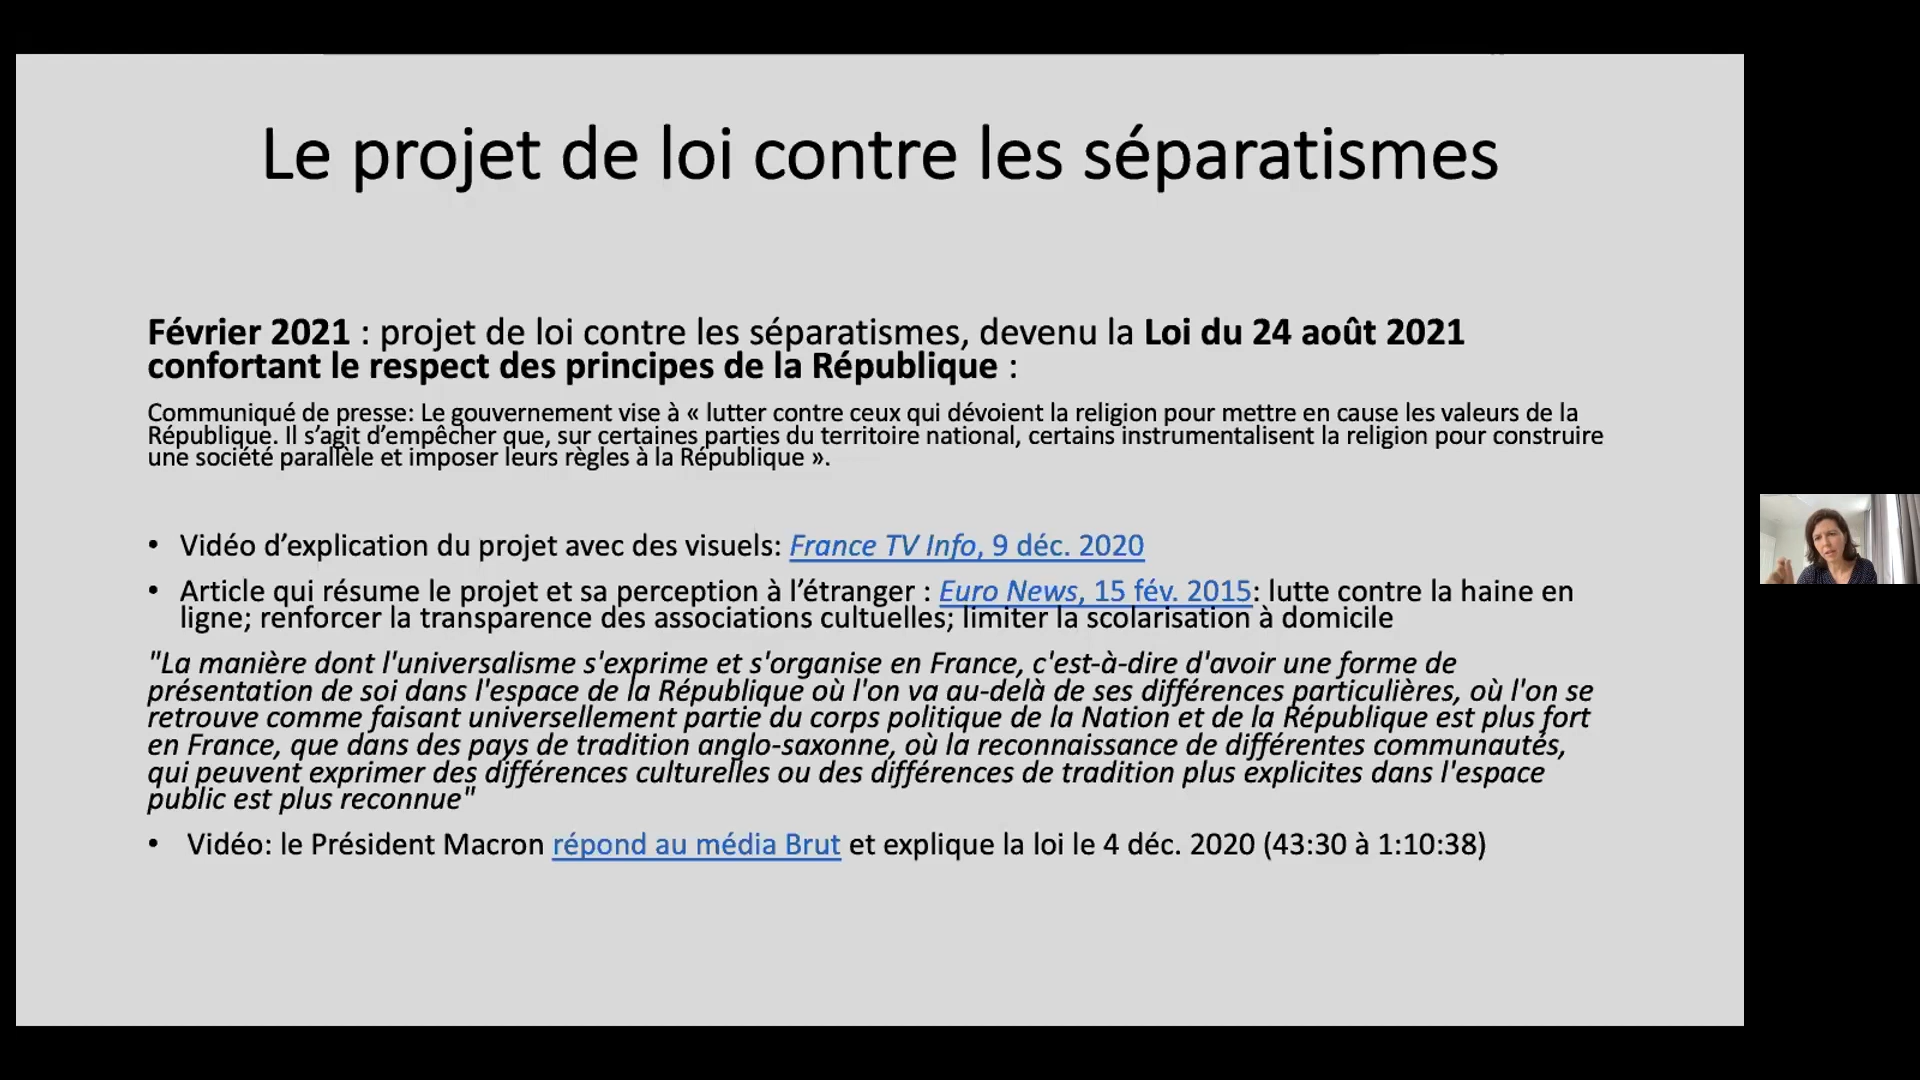 Le projet de loi contre les séparatismes
Février 2021 : projet de loi contre les séparatismes, devenu la Loi du 24 août 2021
confortant le respect des principes de la République :
Communiqué de presse: Le gouvernement vise à « lutter contre ceux qui dévoient la religion pour mettre en cause les valeurs de la
République. Il s’agit d’empêcher que, sur certaines parties du territoire national, certains instrumentalisent la religion pour construire
une société parallèle et imposer leurs règles à la République ».
• Vidéo d’explication du projet avec des visuels: France TV Info, 9 déc. 2020
• Article qui résume le projet et sa perception à l’étranger : Euro News, 15 fév. 2015: lutte contre la haine en
ligne; renforcer la transparence des associations cultuelles; limiter la scolarisation à domicile
"La manière dont l'universalisme s'exprime et s'organise en France, c'est-à-dire d'avoir une forme de
présentation de soi dans l'espace de la République où l'on va au-delà de ses différences particulières, où l'on se
retrouve comme faisant universellement partie du corps politique de la Nation et de la République est plus fort
en France, que dans des pays de tradition anglo-saxonne, où la reconnaissance de différentes communautés,
qui peuvent exprimer des différences culturelles ou des différences de tradition plus explicites dans l'espace
public est plus reconnue"
• Vidéo: le Président Macron répond au média Brut et explique la loi le 4 déc. 2020 (43:30 à 1:10:38)